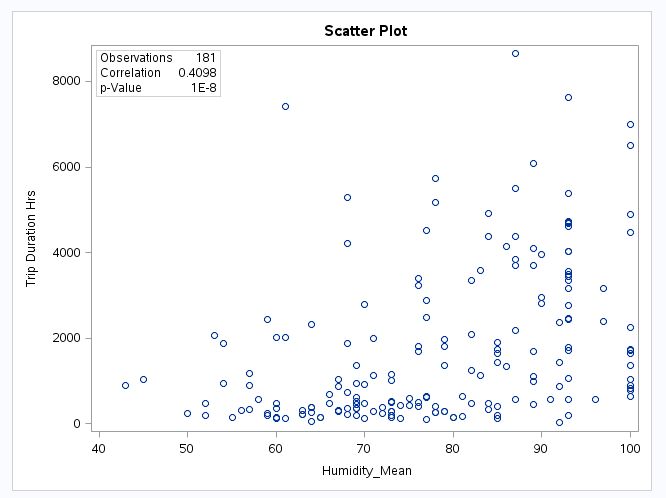 Scatter Plot
Observations 181
Correlation 0.4098
p-Value 1E-8
Trip Duration Hrs
8000
6000
4000
2000
0
40 50 60 70 80 90 100
Humidity_Mean